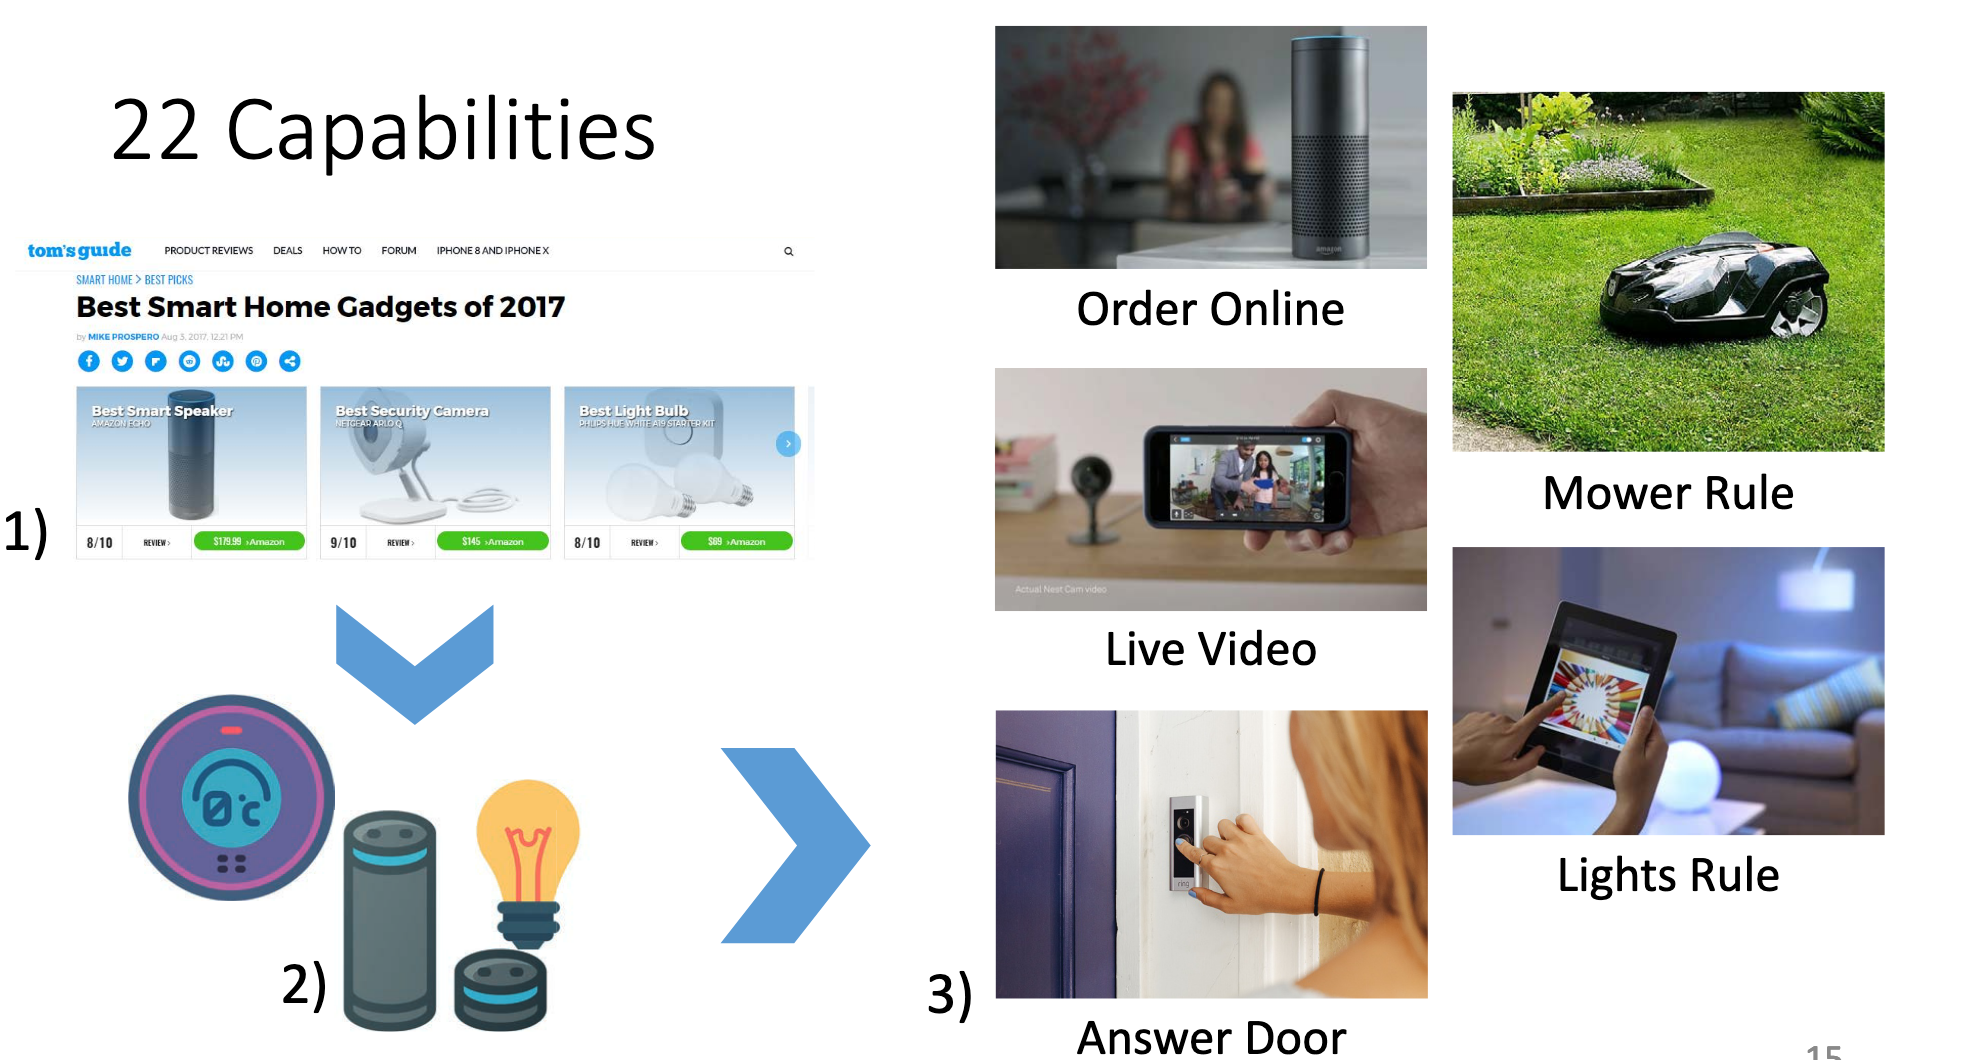 22 Capabilities
tom's guide PRODUCT REVIEWS DEALS HOW TO FORUM IPHONE 8 AND IPHONE X
SMART HOME > BEST PICKS
Best Smart Home Gadgets of 2017
by MIKE PROSPERO Aug 3, 2017, 12:21 PM
Best Smart Speaker
AMAZON ECHO
8/10 REVIEW > $179.99 >Amazon
Best Security Camera
NETGEAR ARLO Q
9/10 REVIEW > $145 >Amazon
Best Light Bulb
PHILIPS HUE WHITE A19 STARTER KIT
8/10 REVIEW > $69 >Amazon
1)
0°c
2)
3)
amazon
Order Online
Actual Nest Cam video
Live Video
ring
Answer Door
Mower Rule
Lights Rule
15